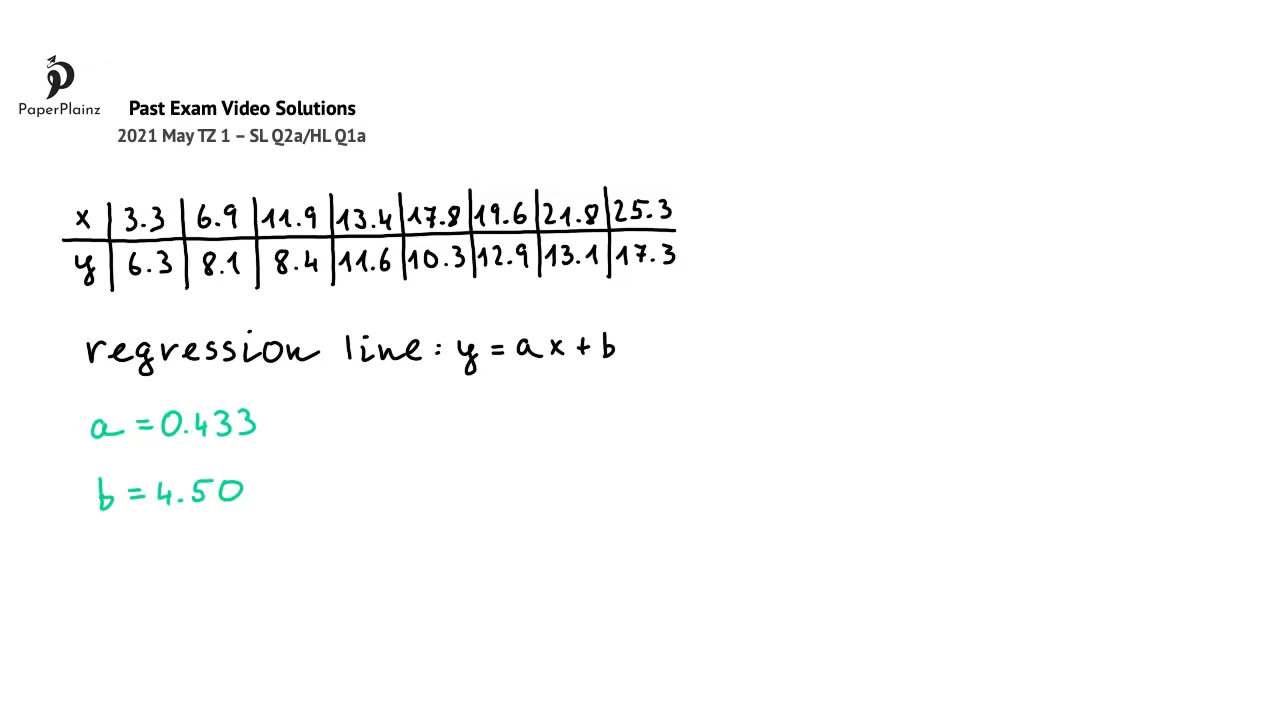 PaperPlainz
Past Exam Video Solutions
2021 May TZ 1 – SL Q2a/HL Q1a
x 3.3 6.9 11.9 13.4 17.8 19.6 21.8 25.3
y 6.3 8.1 8.4 11.6 10.3 12.9 13.1 17.3
regression line: y = ax + b
a = 0.433
b = 4.50